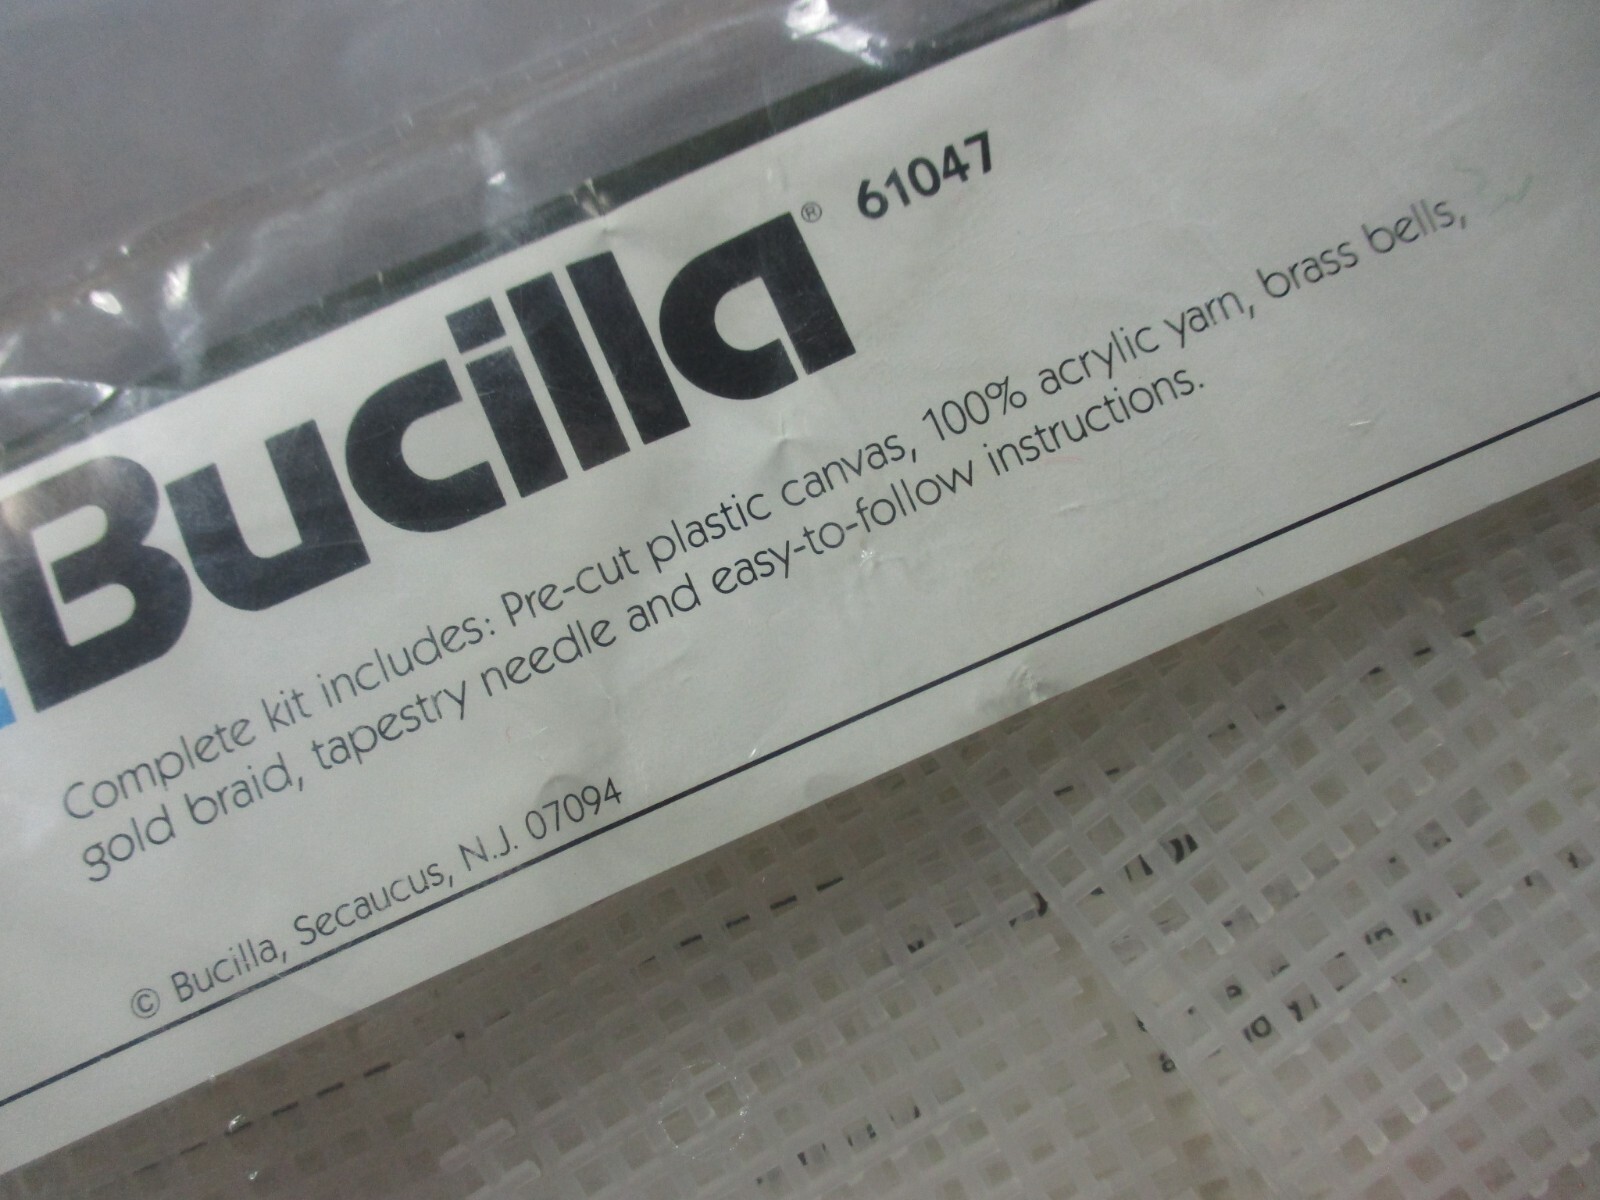 Bucilla® 61047
Complete kit includes: Pre-cut plastic canvas, 100% acrylic yarn, brass bells,
gold braid, tapestry needle and easy-to-follow instructions.
© Bucilla, Secaucus, N.J. 07094